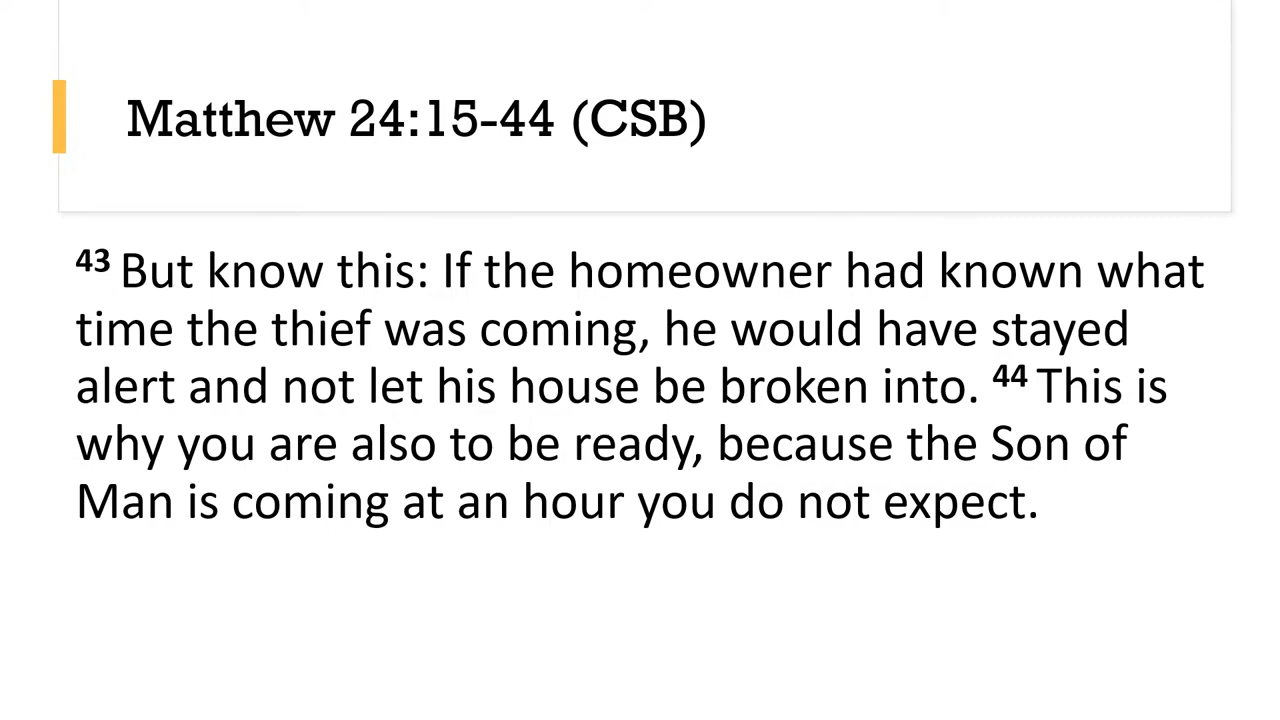 Matthew 24:15-44 (CSB)
43 But know this: If the homeowner had known what
time the thief was coming, he would have stayed
alert and not let his house be broken into. 44 This is
why you are also to be ready, because the Son of
Man is coming at an hour you do not expect.